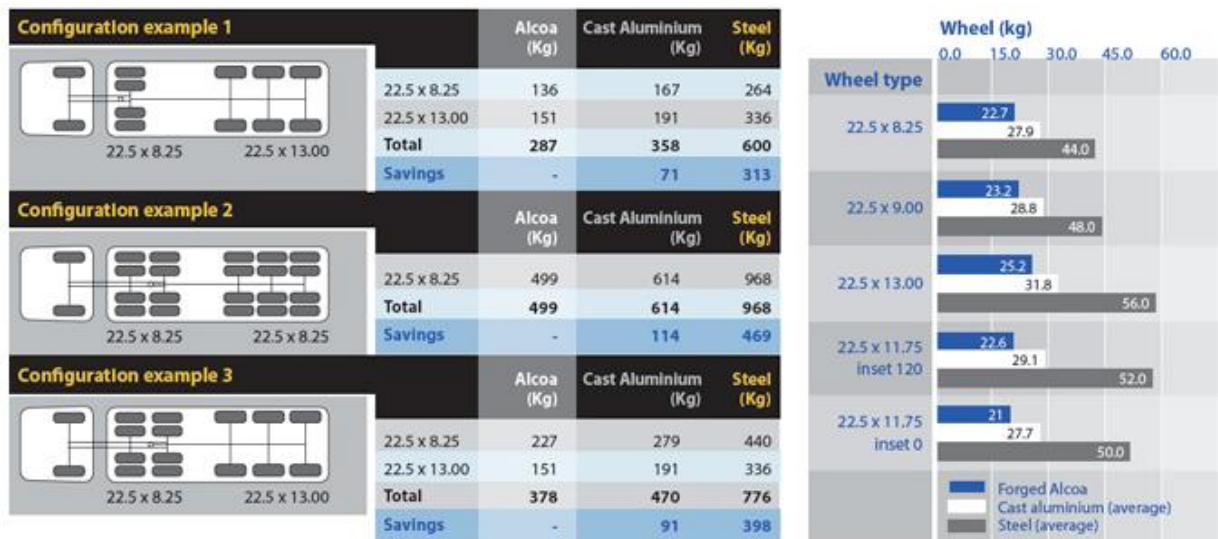 Configuration example 1
Alcoa (Kg) Cast Aluminium (Kg) Steel (Kg)
22.5 x 8.25 136 167 264
22.5 x 13.00 151 191 336
Total 287 358 600
Savings - 71 313
22.5 x 8.25 22.5 x 13.00
Configuration example 2
Alcoa (Kg) Cast Aluminium (Kg) Steel (Kg)
22.5 x 8.25 499 614 968
Total 499 614 968
Savings - 114 469
22.5 x 8.25 22.5 x 8.25
Configuration example 3
Alcoa (Kg) Cast Aluminium (Kg) Steel (Kg)
22.5 x 8.25 227 279 440
22.5 x 13.00 151 191 336
Total 378 470 776
Savings - 91 398
22.5 x 8.25 22.5 x 13.00
Wheel (kg)
0.0 15.0 30.0 45.0 60.0
Wheel type
22.5 x 8.25
22.7
27.9
44.0
22.5 x 9.00
23.2
28.8
48.0
22.5 x 13.00
25.2
31.8
56.0
22.5 x 11.75
inset 120
22.6
29.1
52.0
22.5 x 11.75
inset 0
21
27.7
50.0
Forged Alcoa
Cast aluminium (average)
Steel (average)